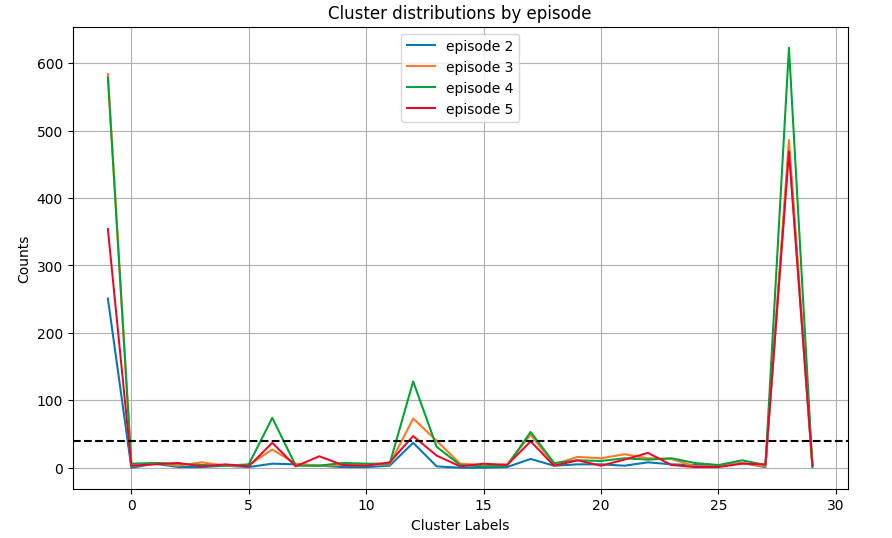 Cluster distributions by episode
episode 2
episode 3
episode 4
episode 5
Counts
600
500
400
300
200
100
0
0 5 10 15 20 25 30
Cluster Labels